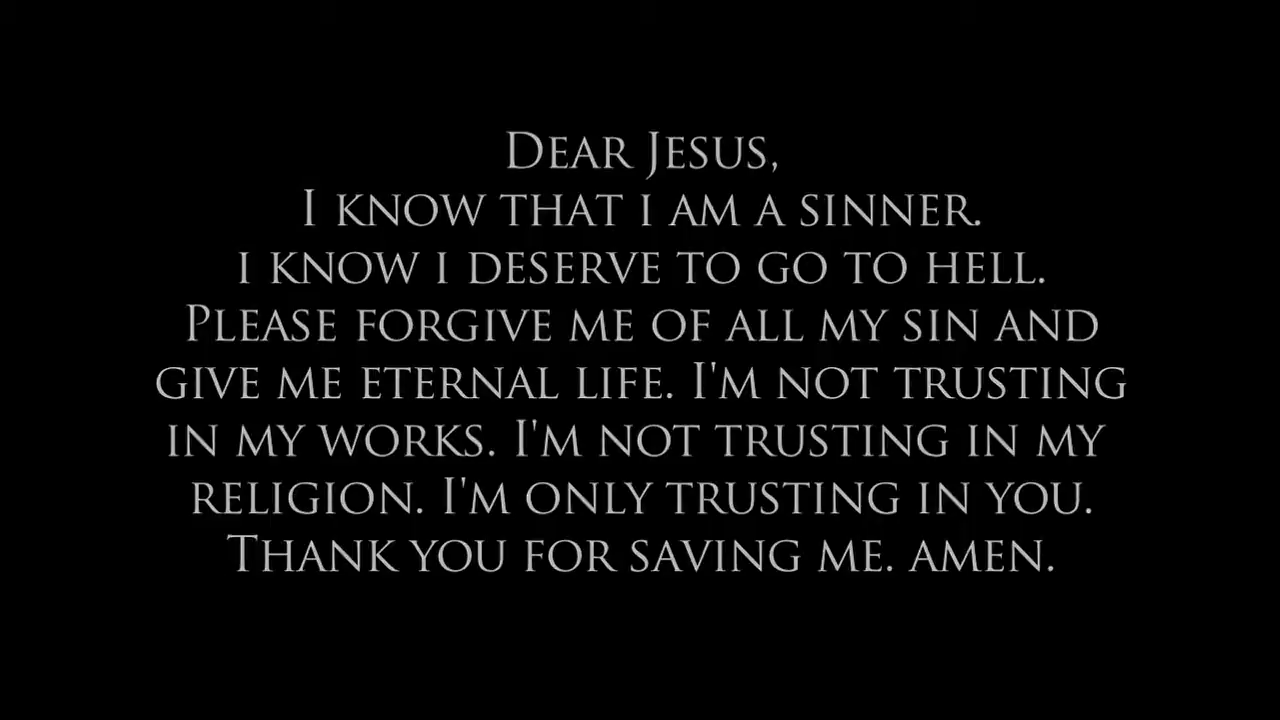 Dear Jesus,
I know that i am a sinner.
i know i deserve to go to hell.
Please forgive me of all my sin and
give me eternal life. I'm not trusting
in my works. I'm not trusting in my
religion. I'm only trusting in you.
Thank you for saving me. amen.